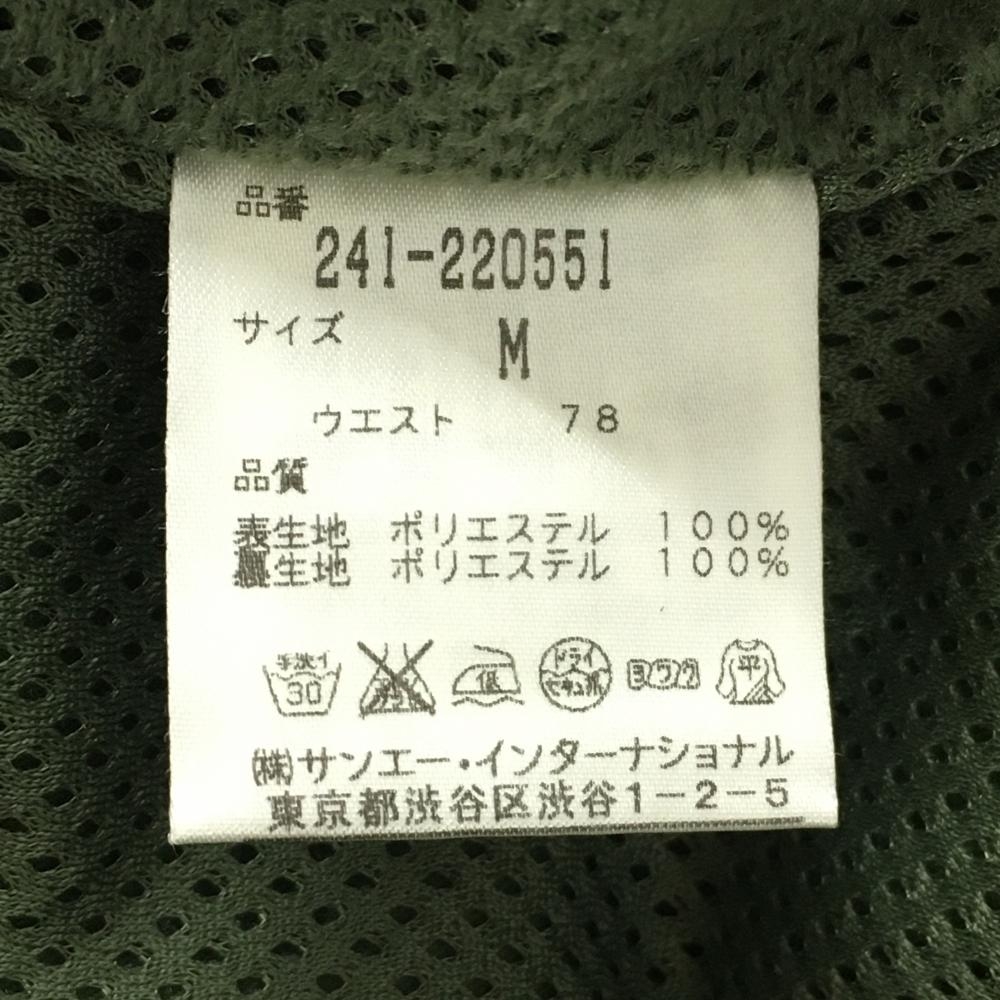 品番
241-220551
サイズ M
ウエスト 78
品質
表生地 ポリエステル 100%
裏生地 ポリエステル 100%
手洗イ 30 低 ドライ セキユ系 ヨワク 平
㈱サンエー・インターナショナル
東京都渋谷区渋谷1-2-5